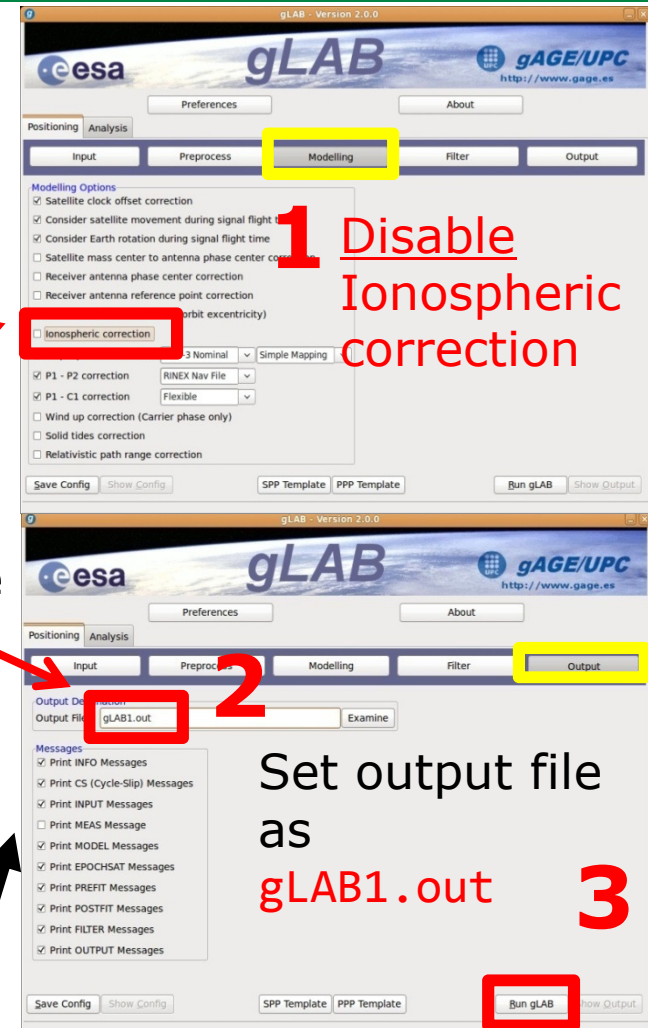 gLAB - Version 2.0.0
esa
gLAB
gAGE/UPC
http://www.gage.es
Preferences
About
Positioning
Analysis
Input
Preprocess
Modelling
Filter
Output
Modelling Options
Satellite clock offset correction
Consider satellite movement during signal flight
Consider Earth rotation during signal flight time
Satellite mass center to antenna phase center
Receiver antenna phase center correction
Receiver antenna reference point correction
orbit excentricity)
Ionospheric correction
-3 Nominal
Simple Mapping
P1 - P2 correction
RINEX Nav File
P1 - C1 correction
Flexible
Wind up correction (Carrier phase only)
Solid tides correction
Relativistic path range correction
1
Disable
Ionospheric
correction
Save Config
Show Config
SPP Template
PPP Template
Run gLAB
Show Output
gLAB - Version 2.0.0
esa
gLAB
gAGE/UPC
http://www.gage.es
e
Preferences
About
Positioning
Analysis
Input
Modelling
Filter
Output
2
Output
gLAB1.out
Examine
Messages
Print INFO Messages
Print CS (Cycle-Slip) Messages
Print INPUT Messages
Print MEAS Message
Print MODEL Messages
Print EPOCHSAT Messages
Print PREFIT Messages
Print POSTFIT Messages
Print FILTER Messages
Print OUTPUT Messages
Set output file
as
gLAB1.out
3
Save Config
Show Config
SPP Template
PPP Template
Run gLAB
Show Output